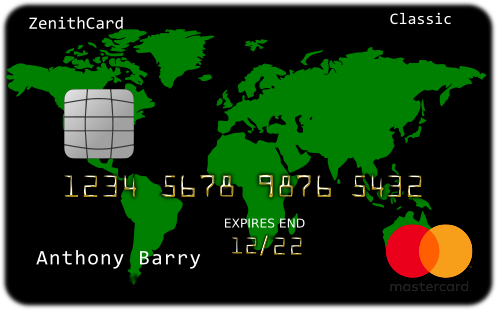 ZenithCard
Classic
1234 5678 9876 5432
EXPIRES END
12/22
Anthony Barry
mastercard.